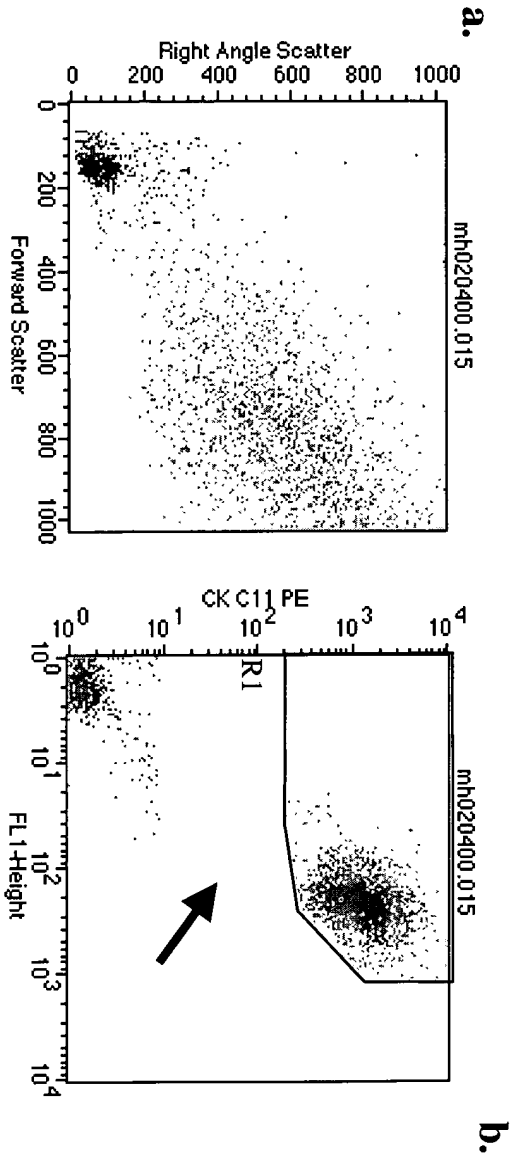 a.
mh020400.015
Right Angle Scatter
0 200 400 600 800 1000
0 200 400 600 800 1000
Forward Scatter
b.
mh020400.015
CK C11 PE
10^0 10^1 10^2 10^3 10^4
R1
10^0 10^1 10^2 10^3 10^4
FL1-Height